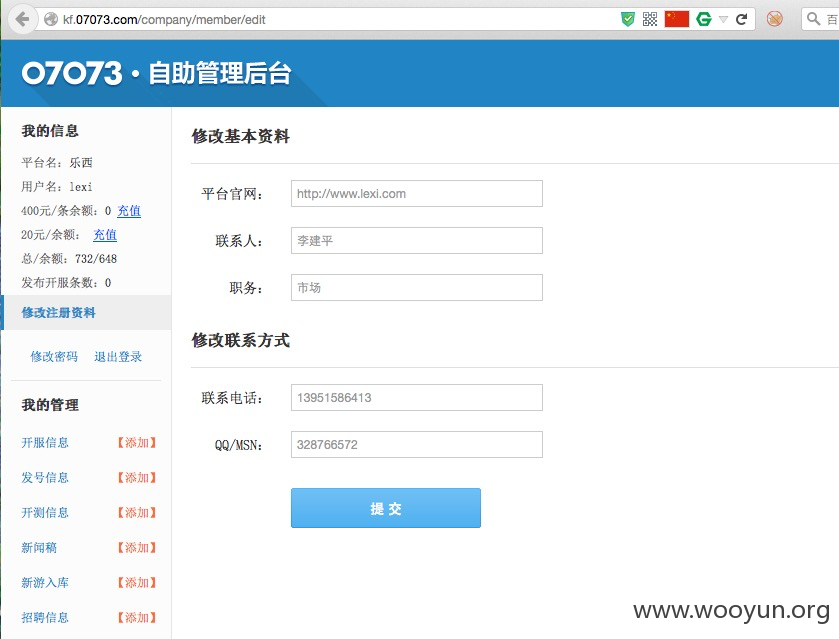 kf.07073.com/company/member/edit
百
07073·自助管理后台
我的信息
平台名：乐西
用户名：lexi
400元/条余额：0 充值
20元/余额： 充值
总/余额：732/648
发布开服条数：0
修改注册资料
修改密码 退出登录
我的管理
开服信息 【添加】
发号信息 【添加】
开测信息 【添加】
新闻稿 【添加】
新游入库 【添加】
招聘信息 【添加】
修改基本资料
平台官网： http://www.lexi.com
联系人： 李建平
职务： 市场
修改联系方式
联系电话： 13951586413
QQ/MSN： 328766572
提 交
www.wooyun.org